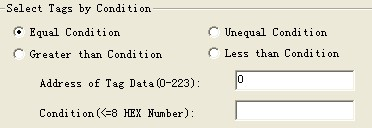 Select Tags by Condition
Equal Condition Unequal Condition
Greater than Condition Less than Condition
Address of Tag Data(0-223): 0
Condition(<=8 HEX Number):